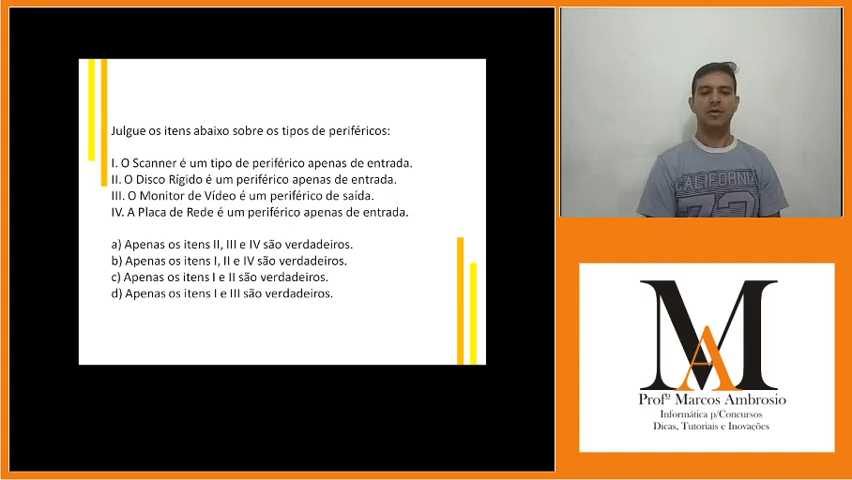 Julgue os itens abaixo sobre os tipos de periféricos:
I. O Scanner é um tipo de periférico apenas de entrada.
II. O Disco Rígido é um periférico apenas de entrada.
III. O Monitor de Vídeo é um periférico de saída.
IV. A Placa de Rede é um periférico apenas de entrada.
a) Apenas os itens II, III e IV são verdadeiros.
b) Apenas os itens I, II e IV são verdadeiros.
c) Apenas os itens I e II são verdadeiros.
d) Apenas os itens I e III são verdadeiros.
CALIFORNIA
MA
Profº Marcos Ambrosio
Informática p/Concursos
Dicas, Tutoriais e Inovações